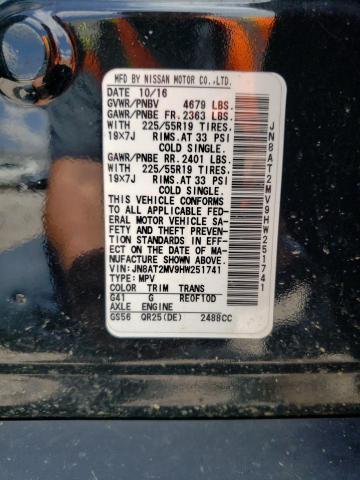 MFD BY NISSAN MOTOR CO.,LTD.
DATE 10/16
GVWR/PNBV 4679 LBS.
GAWR/PNBE FR.2363 LBS.
WITH 225/55R19 TIRES,
19X7J RIMS.AT 33 PSI
COLD SINGLE.
GAWR/PNBE RR.2401 LBS.
WITH 225/55R19 TIRES,
19X7J RIMS.AT 33 PSI
COLD SINGLE.
THIS VEHICLE CONFORMS
TO ALL APPLICABLE FED-
ERAL MOTOR VEHICLE SA-
FETY AND BUMPER
AND THEFT PREVENTION
STANDARDS IN EFFECT
ON THE DATE OF MA-
NUFACTURE SHOWN ABOVE.
VIN:JN8AT2MV9HW251741
TYPE:MPV
COLOR TRIM TRANS
G41 G RE0F10D
AXLE ENGINE
GS56 QR25(DE) 2488CC
JN8AT2MV9HW251741